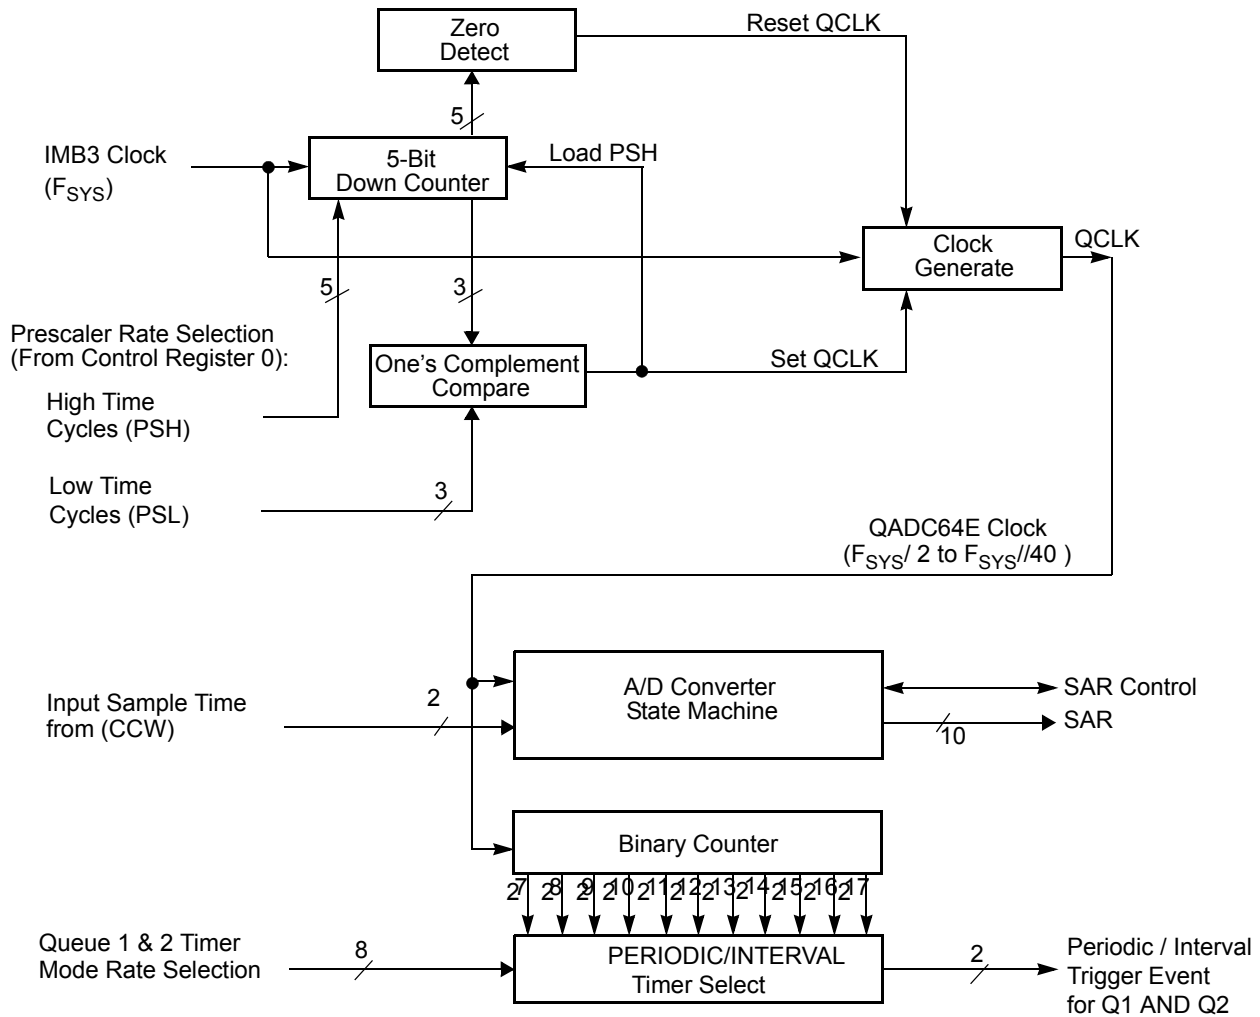 Zero
Detect
Reset QCLK
5
IMB3 Clock
(FSYS)
5-Bit
Down Counter
Load PSH
Clock
Generate
QCLK
5
3
Prescaler Rate Selection
(From Control Register 0):
One's Complement
Compare
Set QCLK
High Time
Cycles (PSH)
Low Time
Cycles (PSL)
3
QADC64E Clock
(FSYS/ 2 to FSYS//40 )
Input Sample Time
from (CCW)
2
A/D Converter
State Machine
SAR Control
SAR
10
Binary Counter
27 28 29 210 211 212 213 214 215 216 217
Queue 1 & 2 Timer
Mode Rate Selection
8
PERIODIC/INTERVAL
Timer Select
2
Periodic / Interval
Trigger Event
for Q1 AND Q2